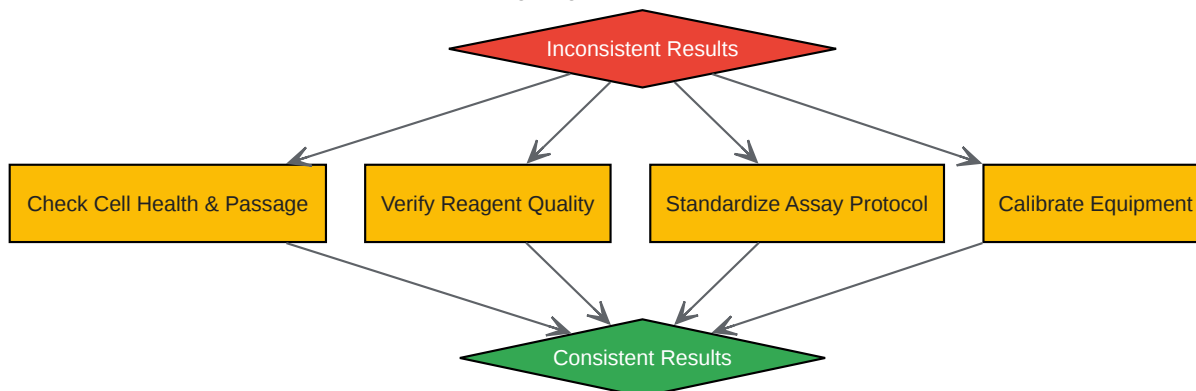 Inconsistent Results
Check Cell Health & Passage
Verify Reagent Quality
Standardize Assay Protocol
Calibrate Equipment
Consistent Results